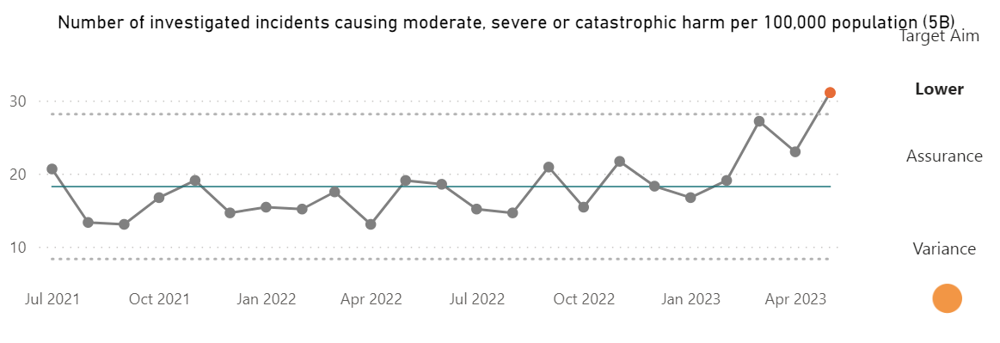 Number of investigated incidents causing moderate, severe or catastrophic harm per 100,000 population (5B)
Target Aim
Lower
30
Assurance
20
10
Variance
Jul 2021 Oct 2021 Jan 2022 Apr 2022 Jul 2022 Oct 2022 Jan 2023 Apr 2023